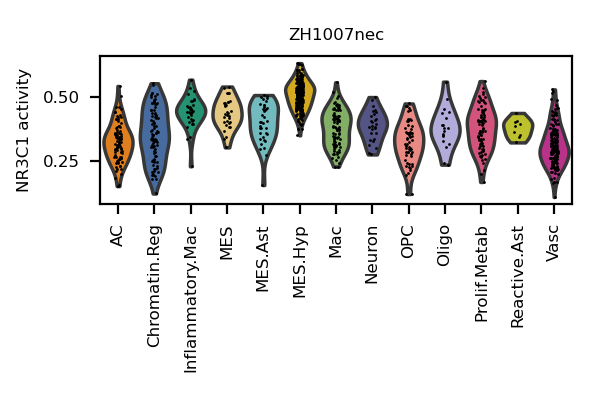 ZH1007nec
NR3C1 activity
0.50
0.25
AC
Chromatin.Reg
Inflammatory.Mac
MES
MES.Ast
MES.Hyp
Mac
Neuron
OPC
Oligo
Prolif.Metab
Reactive.Ast
Vasc